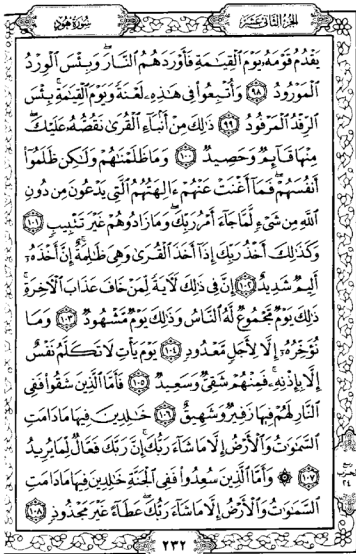 الجزء الثاني عشر
سورة هود
يَقْدُمُ قَوْمَهُۥ يَوْمَ ٱلْقِيَٰمَةِ فَأَوْرَدَهُمُ ٱلنَّارَ ۖ وَبِئْسَ ٱلْوِرْدُ
ٱلْمَوْرُودُ ٩٨ وَأُتْبِعُوا۟ فِى هَٰذِهِۦ لَعْنَةً وَيَوْمَ ٱلْقِيَٰمَةِ ۚ بِئْسَ
ٱلرِّفْدُ ٱلْمَرْفُودُ ٩٩ ذَٰلِكَ مِنْ أَنۢبَآءِ ٱلْقُرَىٰ نَقُصُّهُۥ عَلَيْكَ ۖ
مِنْهَا قَآئِمٌ وَحَصِيدٌ ١٠٠ وَمَا ظَلَمْنَٰهُمْ وَلَٰكِن ظَلَمُوٓا۟
أَنفُسَهُمْ ۖ فَمَآ أَغْنَتْ عَنْهُمْ ءَالِهَتُهُمُ ٱلَّتِى يَدْعُونَ مِن دُونِ
ٱللَّهِ مِن شَىْءٍ لَّمَّا جَآءَ أَمْرُ رَبِّكَ ۖ وَمَا زَادُوهُمْ غَيْرَ تَتْبِيبٍ ١٠١
وَكَذَٰلِكَ أَخْذُ رَبِّكَ إِذَآ أَخَذَ ٱلْقُرَىٰ وَهِىَ ظَٰلِمَةٌ ۚ إِنَّ أَخْذَهُۥٓ
أَلِيمٌ شَدِيدٌ ١٠٢ إِنَّ فِى ذَٰلِكَ لَءَايَةً لِّمَنْ خَافَ عَذَابَ ٱلْءَاخِرَةِ ۚ
ذَٰلِكَ يَوْمٌ مَّجْمُوعٌ لَّهُ ٱلنَّاسُ وَذَٰلِكَ يَوْمٌ مَّشْهُودٌ ١٠٣ وَمَا
نُؤَخِّرُهُۥٓ إِلَّا لِأَجَلٍ مَّعْدُودٍ ١٠٤ يَوْمَ يَأْتِ لَا تَكَلَّمُ نَفْسٌ
إِلَّا بِإِذْنِهِۦ ۚ فَمِنْهُمْ شَقِىٌّ وَسَعِيدٌ ١٠٥ فَأَمَّا ٱلَّذِينَ شَقُوا۟ فَفِى
ٱلنَّارِ لَهُمْ فِيهَا زَفِيرٌ وَشَهِيقٌ ١٠٦ خَٰلِدِينَ فِيهَا مَا دَامَتِ
ٱلسَّمَٰوَٰتُ وَٱلْأَرْضُ إِلَّا مَا شَآءَ رَبُّكَ ۚ إِنَّ رَبَّكَ فَعَّالٌ لِّمَا يُرِيدُ
١٠٧ ۞ وَأَمَّا ٱلَّذِينَ سُعِدُوا۟ فَفِى ٱلْجَنَّةِ خَٰلِدِينَ فِيهَا مَا دَامَتِ
ٱلسَّمَٰوَٰتُ وَٱلْأَرْضُ إِلَّا مَا شَآءَ رَبُّكَ ۖ عَطَآءً غَيْرَ مَجْذُوذٍ ١٠٨
٢٣٢